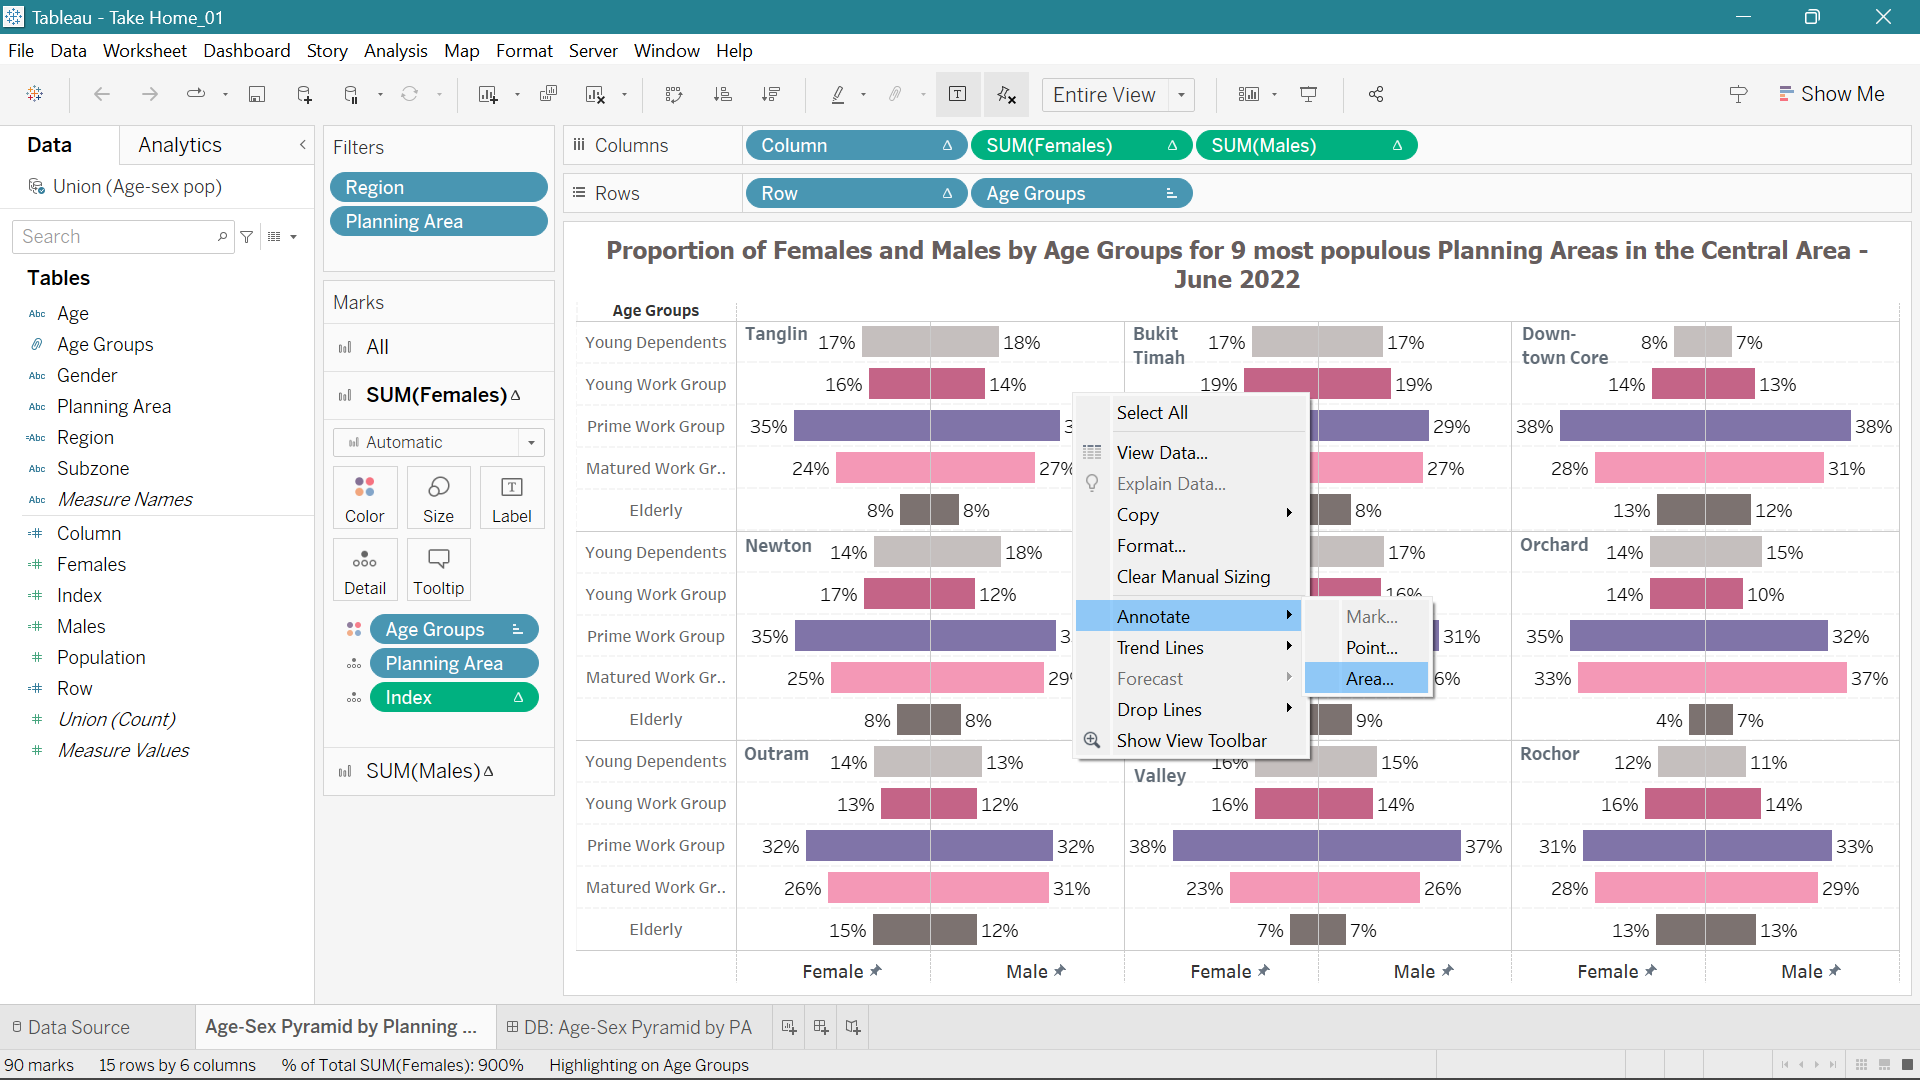 Tableau - Take Home_01
File Data Worksheet Dashboard Story Analysis Map Format Server Window Help
Entire View
Show Me
Data
Analytics
Union (Age-sex pop)
Search
Tables
Abc Age
Age Groups
Abc Gender
Abc Planning Area
=Abc Region
Abc Subzone
Abc Measure Names
=# Column
=# Females
=# Index
=# Males
# Population
=# Row
# Union (Count)
# Measure Values
Filters
Region
Planning Area
Marks
All
SUM(Females) Δ
Automatic
Color Size Label
Detail Tooltip
Age Groups
Planning Area
Index Δ
SUM(Males) Δ
Columns Column Δ SUM(Females) Δ SUM(Males) Δ
Rows Row Δ Age Groups
Proportion of Females and Males by Age Groups for 9 most populous Planning Areas in the Central Area -
June 2022
Age Groups
Young Dependents Tanglin 17% 18% Bukit Timah 17% 17% Down-town Core 8% 7%
Young Work Group 16% 14% 19% 19% 14% 13%
Prime Work Group 35% 29% 38% 38%
Matured Work Gr.. 24% 27% 27% 28% 31%
Elderly 8% 8% 8% 13% 12%
Young Dependents Newton 14% 18% 17% Orchard 14% 15%
Young Work Group 17% 12% 16% 14% 10%
Prime Work Group 35% 31% 35% 32%
Matured Work Gr.. 25% 29 6% 33% 37%
Elderly 8% 8% 9% 4% 7%
Young Dependents Outram 14% 13% Valley 16% 15% Rochor 12% 11%
Young Work Group 13% 12% 16% 14% 16% 14%
Prime Work Group 32% 32% 38% 37% 31% 33%
Matured Work Gr.. 26% 31% 23% 26% 28% 29%
Elderly 15% 12% 7% 7% 13% 13%
Female Male Female Male Female Male
Select All
View Data...
Explain Data...
Copy
Format...
Clear Manual Sizing
Annotate
Trend Lines
Forecast
Drop Lines
Show View Toolbar
Mark...
Point...
Area...
Data Source
Age-Sex Pyramid by Planning ...
DB: Age-Sex Pyramid by PA
90 marks 15 rows by 6 columns % of Total SUM(Females): 900% Highlighting on Age Groups